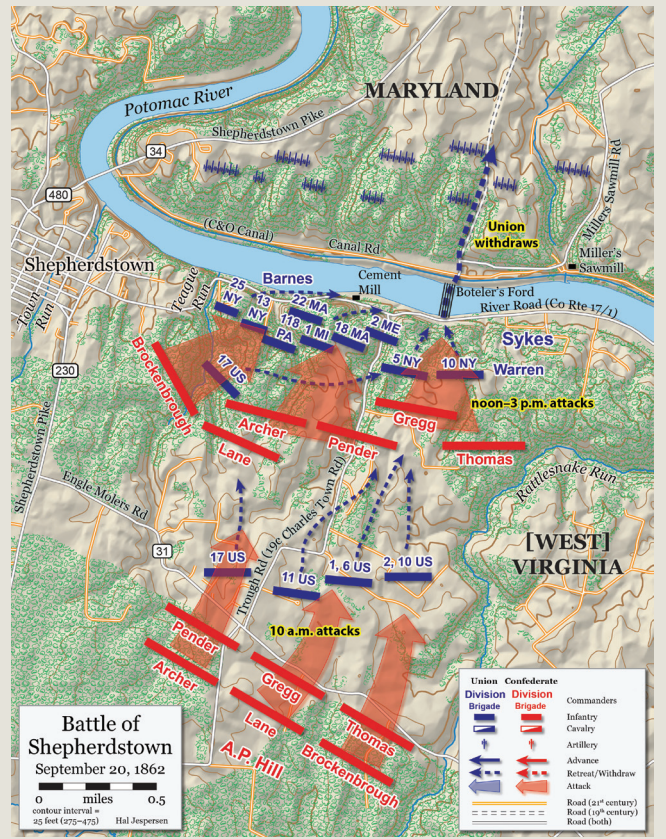 MARYLAND
Potomac River
Shepherdstown Pike
34
480
Union
withdraws
Millers Sawmill Rd
(C&O Canal)
Canal Rd
Miller's
Sawmill
Shepherdstown
Town
Run
Teague
Run
Barnes
Cement
Mill
Boteler's Ford
River Road (Co Rte 17/1)
25
NY
13
NY
22 MA
118
PA
1 MI
18 MA
2 ME
Sykes
5 NY
10 NY
Warren
17 US
230
Brockenbrough
noon–3 p.m. attacks
Archer
Pender
Gregg
Lane
Thomas
Shepherdstown Pike
Engle Molers Rd
Trough Rd (19c Charles Town Rd)
Rattlesnake Run
[WEST]
VIRGINIA
31
17 US
11 US
1, 6 US
2, 10 US
10 a.m. attacks
Pender
Archer
Gregg
Lane
Thomas
Brockenbrough
A.P. Hill
Battle of
Shepherdstown
September 20, 1862
0 miles 0.5
contour interval =
25 feet (275–475) Hal Jespersen
Union Confederate
Division Division
Brigade Brigade
Commanders
Infantry
Cavalry
Artillery
Advance
Retreat/Withdraw
Attack
Road (21st century)
Road (19th century)
Road (both)